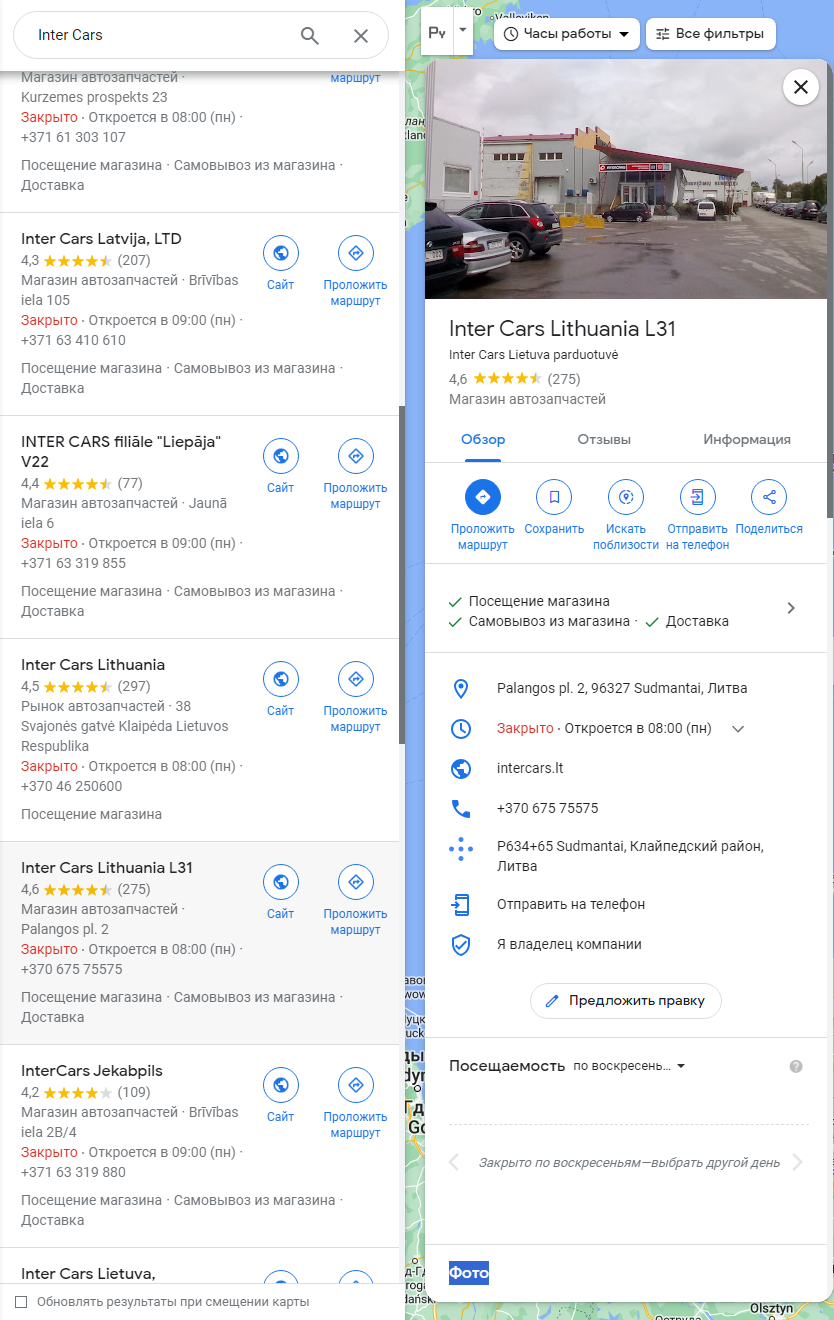 Inter Cars
Магазин автозапчастей ·
Kurzemes prospekts 23
Закрыто · Откроется в 08:00 (пн) ·
+371 61 303 107
Посещение магазина · Самовывоз из магазина ·
Доставка
маршрут
Inter Cars Latvija, LTD
4,3 (207)
Магазин автозапчастей · Brīvības
iela 105
Закрыто · Откроется в 09:00 (пн) ·
+371 63 410 610
Посещение магазина · Самовывоз из магазина ·
Доставка
Сайт
Проложить
маршрут
INTER CARS filiāle "Liepāja"
V22
4,4 (77)
Магазин автозапчастей · Jaunā
iela 6
Закрыто · Откроется в 09:00 (пн) ·
+371 63 319 855
Посещение магазина · Самовывоз из магазина ·
Доставка
Сайт
Проложить
маршрут
Inter Cars Lithuania
4,5 (297)
Рынок автозапчастей · 38
Svajonės gatvė Klaipėda Lietuvos
Respublika
Закрыто · Откроется в 08:00 (пн) ·
+370 46 250600
Посещение магазина
Сайт
Проложить
маршрут
Inter Cars Lithuania L31
4,6 (275)
Магазин автозапчастей ·
Palangos pl. 2
Закрыто · Откроется в 08:00 (пн) ·
+370 675 75575
Посещение магазина · Самовывоз из магазина ·
Доставка
Сайт
Проложить
маршрут
InterCars Jekabpils
4,2 (109)
Магазин автозапчастей · Brīvības
iela 2B/4
Закрыто · Откроется в 09:00 (пн) ·
+371 63 319 880
Посещение магазина · Самовывоз из магазина ·
Доставка
Сайт
Проложить
маршрут
Inter Cars Lietuva,
Обновлять результаты при смещении карты
Часы работы
Все фильтры
Inter Cars Lithuania L31
Inter Cars Lietuva parduotuvė
4,6 (275)
Магазин автозапчастей
Обзор Отзывы Информация
Проложить
маршрут
Сохранить
Искать
поблизости
Отправить
на телефон
Поделиться
Посещение магазина
Самовывоз из магазина · Доставка
Palangos pl. 2, 96327 Sudmantai, Литва
Закрыто · Откроется в 08:00 (пн)
intercars.lt
+370 675 75575
P634+65 Sudmantai, Клайпедский район,
Литва
Отправить на телефон
Я владелец компании
Предложить правку
Посещаемость по воскресень...
Закрыто по воскресеньям—выбрать другой день
Фото
Olsztyn